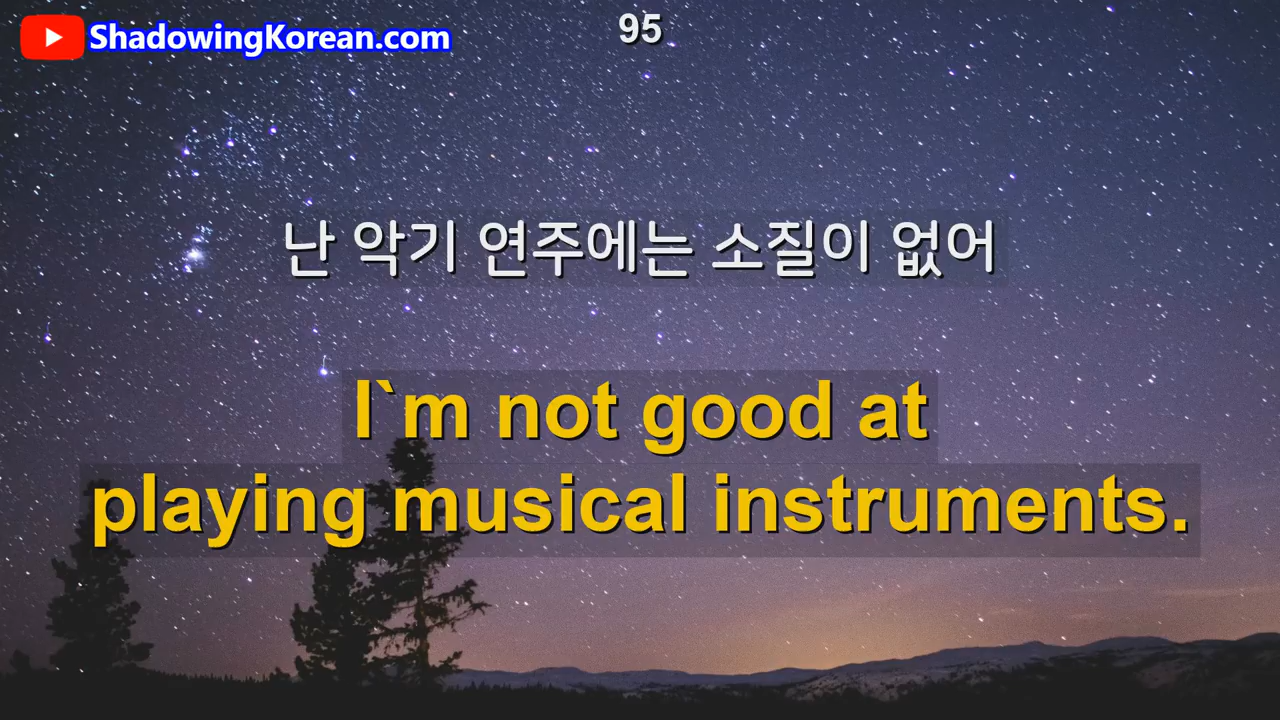 ShadowingKorean.com
95
난 악기 연주에는 소질이 없어
I`m not good at
playing musical instruments.